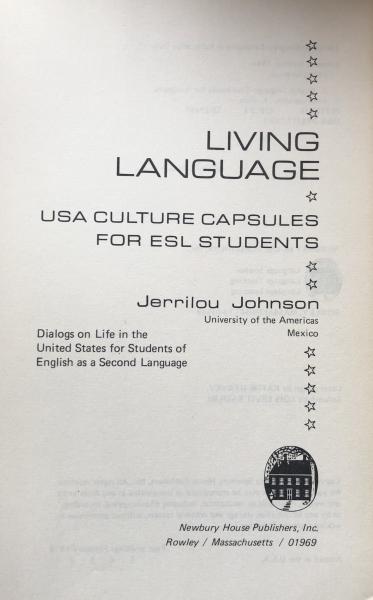 LIVING
LANGUAGE
USA CULTURE CAPSULES
FOR ESL STUDENTS
Jerrilou Johnson
University of the Americas
Mexico
Dialogs on Life in the
United States for Students of
English as a Second Language
Newbury House Publishers, Inc.
Rowley / Massachusetts / 01969